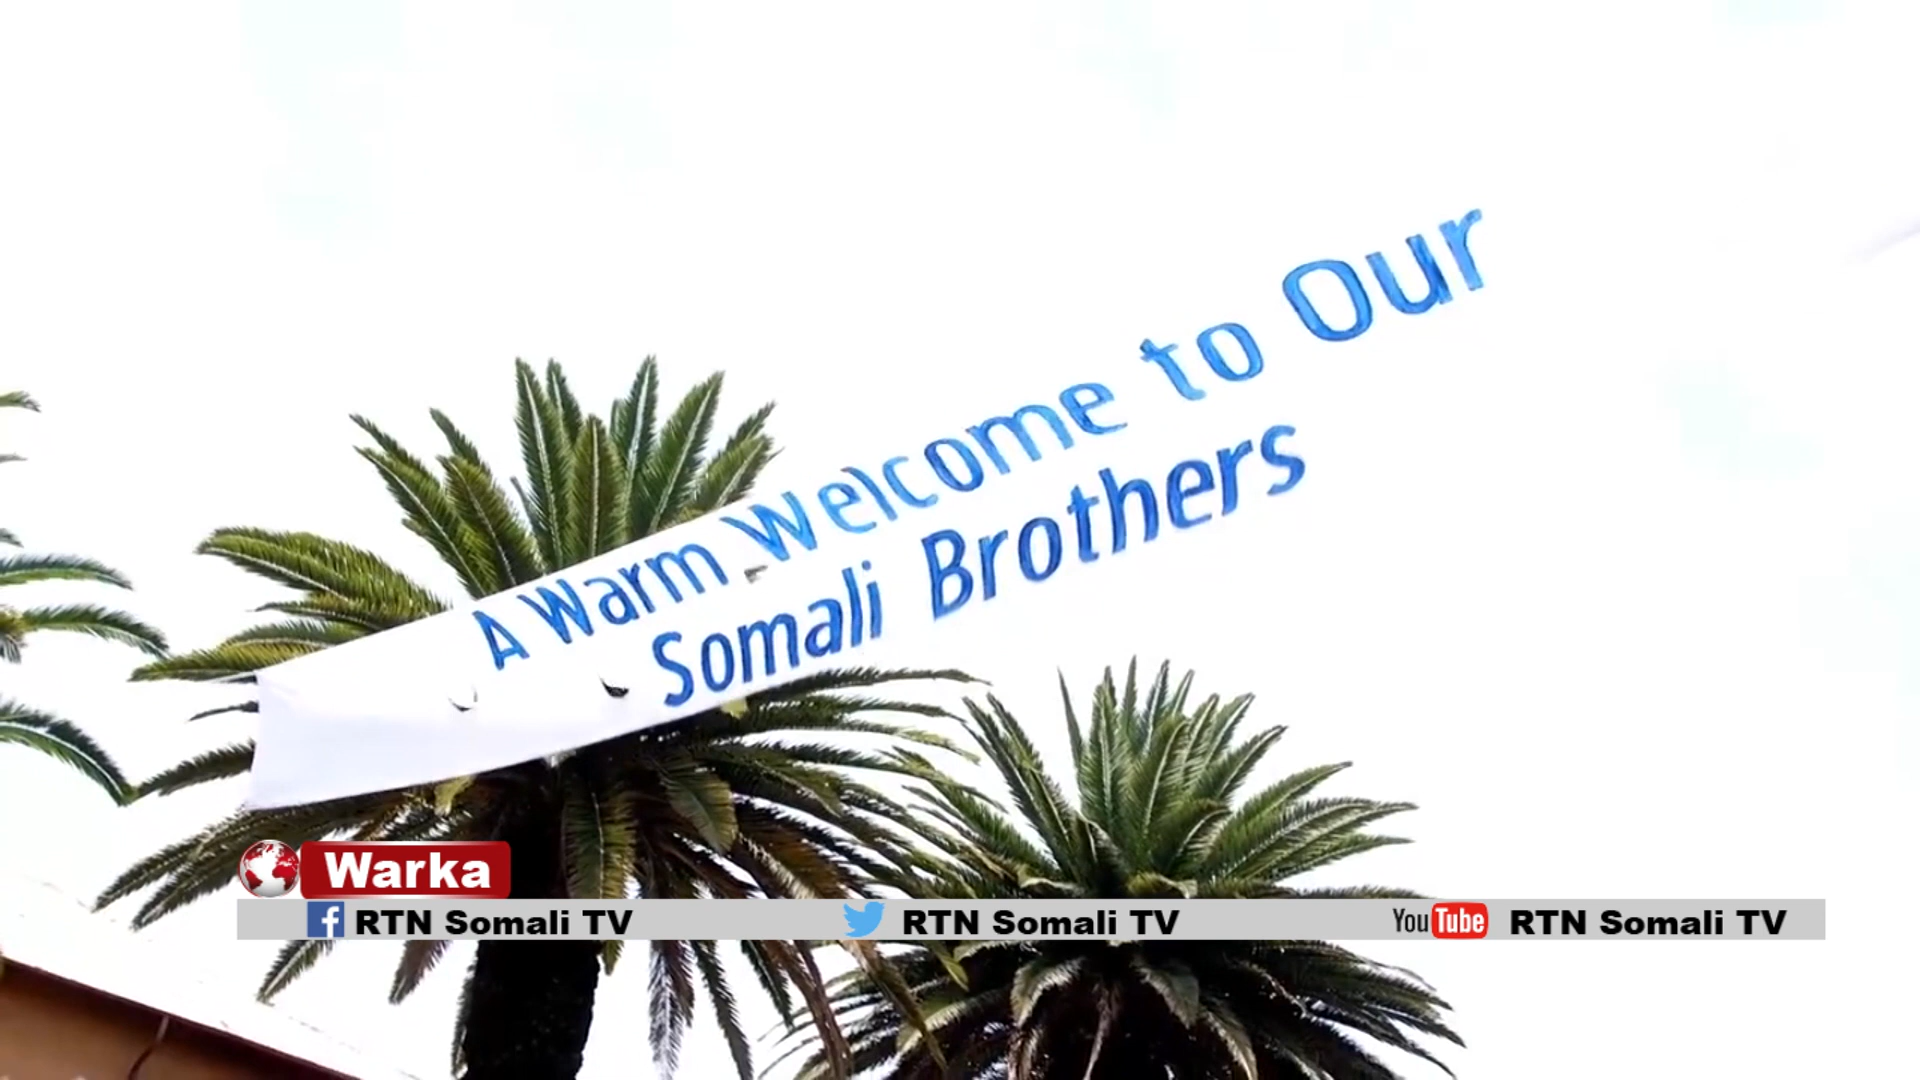 A Warm Welcome to Our
Somali Brothers
Warka
f RTN Somali TV
RTN Somali TV
YouTube RTN Somali TV